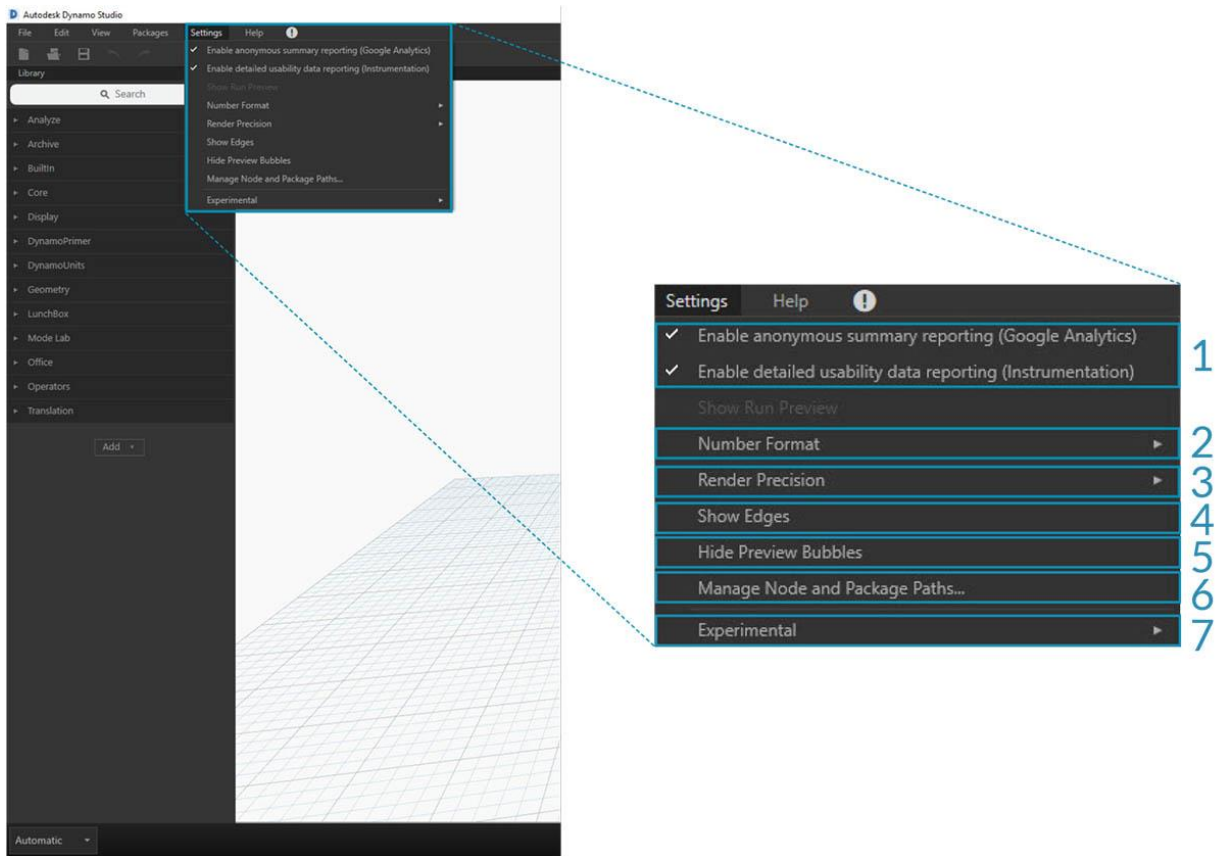 Autodesk Dynamo Studio
File Edit View Packages Settings Help
Enable anonymous summary reporting (Google Analytics)
Enable detailed usability data reporting (Instrumentation)
Show Run Preview
Number Format
Render Precision
Show Edges
Hide Preview Bubbles
Manage Node and Package Paths...
Experimental
Library
Search
Analyze
Archive
BuiltIn
Core
Display
DynamoPrimer
DynamoUnits
Geometry
LunchBox
Mode Lab
Office
Operators
Translation
Add
Automatic
Settings Help
Enable anonymous summary reporting (Google Analytics)
Enable detailed usability data reporting (Instrumentation)
1
Show Run Preview
Number Format 2
Render Precision 3
Show Edges 4
Hide Preview Bubbles 5
Manage Node and Package Paths... 6
Experimental 7